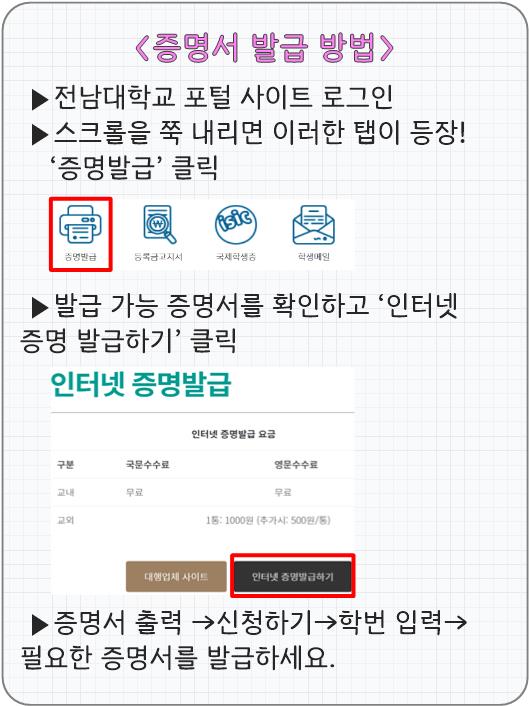 <증명서 발급 방법>
▶전남대학교 포털 사이트 로그인
▶스크롤을 쭉 내리면 이러한 탭이 등장!
‘증명발급’ 클릭
증명발급 등록금고지서 국제학생증 학생메일
isic
▶발급 가능 증명서를 확인하고 ‘인터넷
증명 발급하기’ 클릭
인터넷 증명발급
인터넷 증명발급 요금
구분 국문수수료 영문수수료
교내 무료 무료
교외 1통: 1000원 (추가시: 500원/통)
대행업체 사이트 인터넷 증명발급하기
▶증명서 출력 →신청하기→학번 입력→
필요한 증명서를 발급하세요.